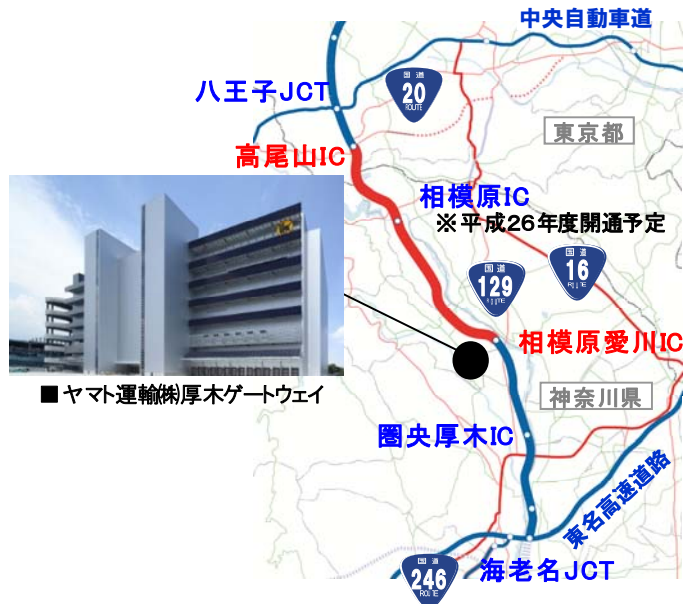 中央自動車道
国道
20
ROUTE
八王子JCT
東京都
高尾山IC
相模原IC
※平成26年度開通予定
国道
129
ROUTE
国道
16
ROUTE
相模原愛川IC
■ヤマト運輸㈱厚木ゲートウェイ
神奈川県
圏央厚木IC
東名高速道路
国道
246
ROUTE
海老名JCT